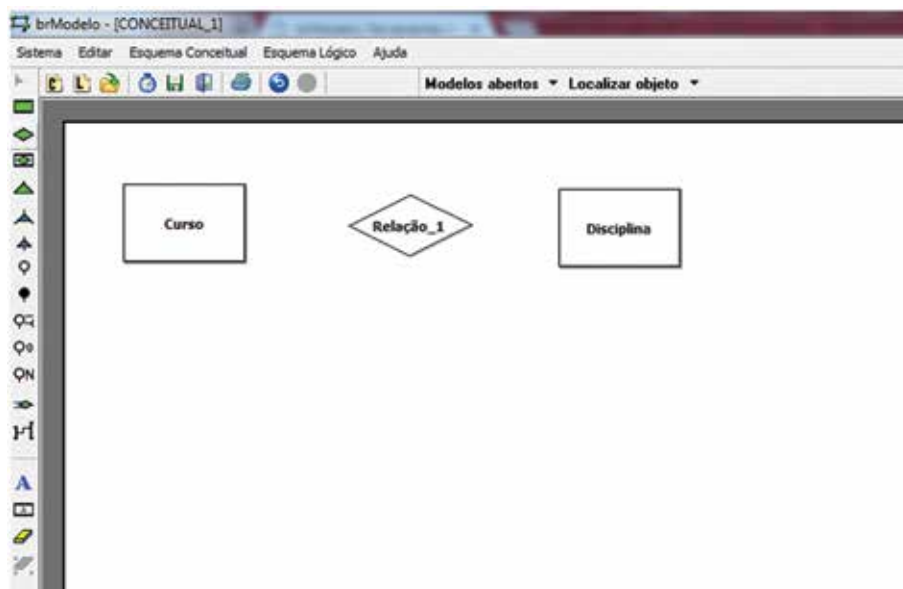 brModelo - [CONCEITUAL_1]
Sistema Editar Esquema Conceitual Esquema Lógico Ajuda
C L Modelos abertos Localizar objeto
Curso
Relação_1
Disciplina
N
A
A